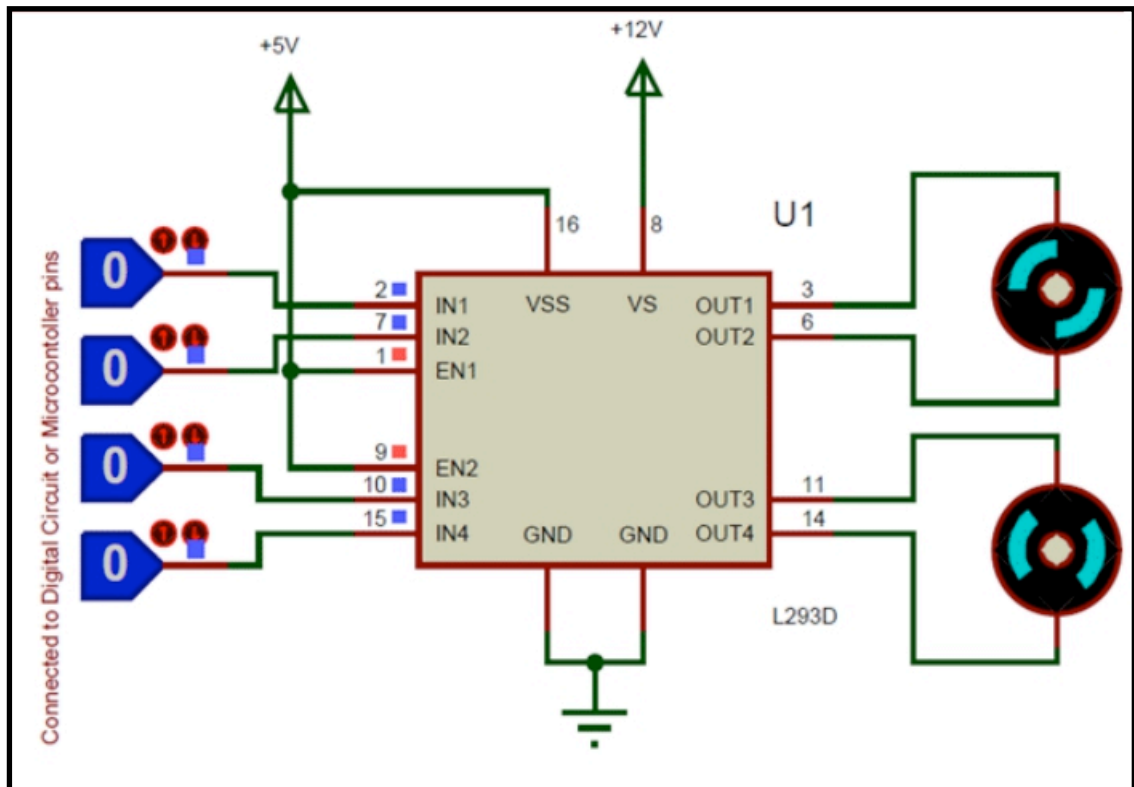 +5V
+12V
U1
Connected to Digital Circuit or Microcontoller pins
0
0
0
0
16
8
2
7
1
9
10
15
IN1
IN2
EN1
EN2
IN3
IN4
VSS
VS
GND
GND
OUT1
OUT2
OUT3
OUT4
3
6
11
14
L293D